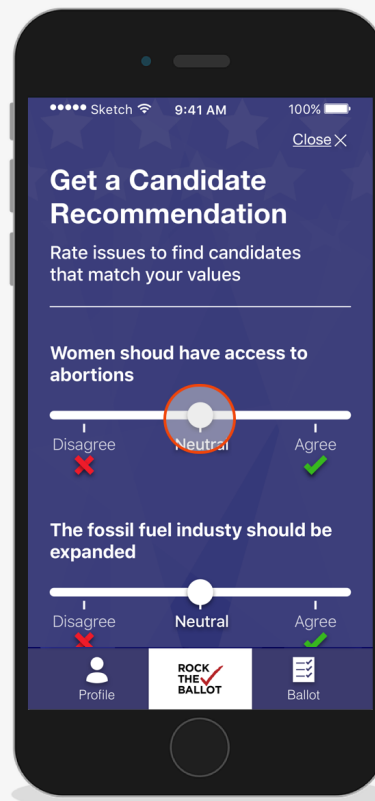 Sketch 9:41 AM 100%
Close
Get a Candidate
Recommendation
Rate issues to find candidates
that match your values
Women shoud have access to
abortions
Disagree Neutral Agree
The fossil fuel industy should be
expanded
Disagree Neutral Agree
Profile
ROCK
THE
BALLOT
Ballot